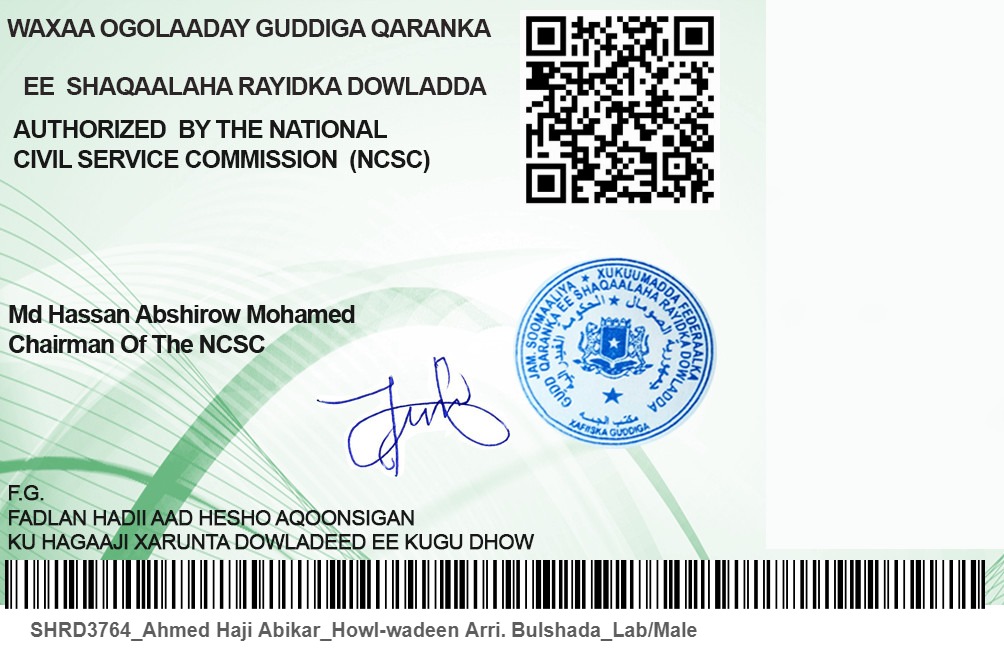 WAXAA OGOLAADAY GUDDIGA QARANKA
EE SHAQAALAHA RAYIDKA DOWLADDA
AUTHORIZED BY THE NATIONAL
CIVIL SERVICE COMMISSION (NCSC)
JAM. SOOMAALIYA ★ XUKUUMADDA FEDERAALKA
GUDD QARANKA EE SHAQAALAHA RAYIDKA DOWLADDA
XAFIISKA GUDDIGA
Md Hassan Abshirow Mohamed
Chairman Of The NCSC
F.G.
FADLAN HADII AAD HESHO AQOONSIGAN
KU HAGAAJI XARUNTA DOWLADEED EE KUGU DHOW
SHRD3764_Ahmed Haji Abikar_Howl-wadeen Arri. Bulshada_Lab/Male